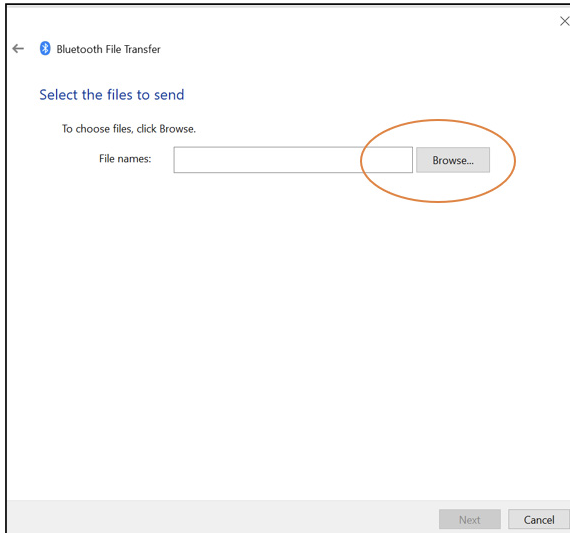 Bluetooth File Transfer
Select the files to send
To choose files, click Browse.
File names:
Browse...
Next
Cancel